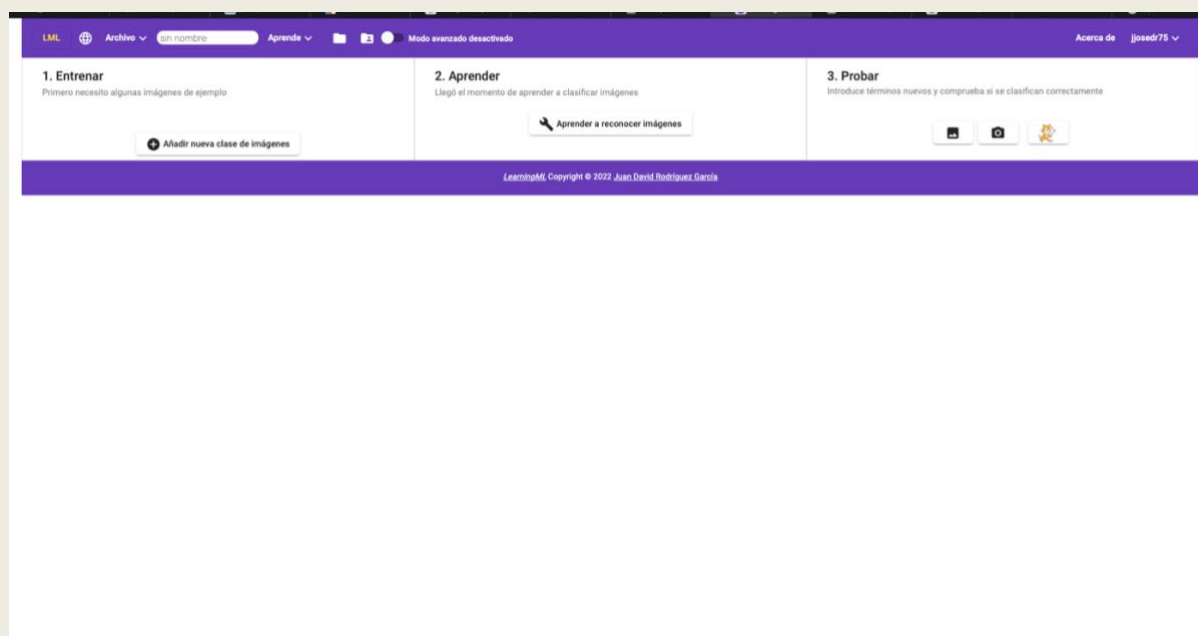 LML Archivo sin nombre Aprende Modo avanzado desactivado Acerca de jjosedr75
1. Entrenar
Primero necesito algunas imágenes de ejemplo
Añadir nueva clase de imágenes
2. Aprender
Llegó el momento de aprender a clasificar imágenes
Aprender a reconocer imágenes
3. Probar
Introduce términos nuevos y comprueba si se clasifican correctamente
LearningML Copyright © 2022 Juan David Rodríguez García